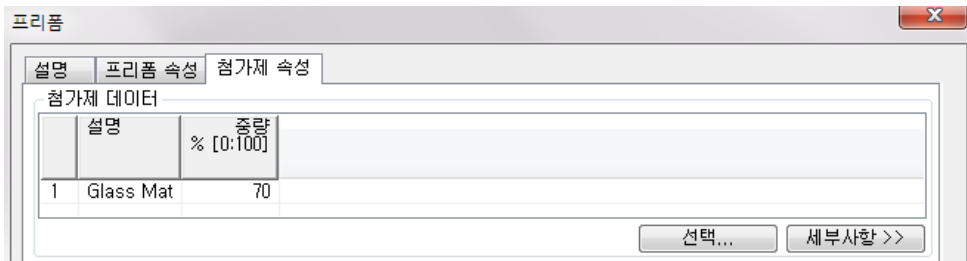 프리폼
설명 프리폼 속성 첨가제 속성
첨가제 데이터
설명 중량
% [0:100]
1 Glass Mat 70
선택... 세부사항 >>